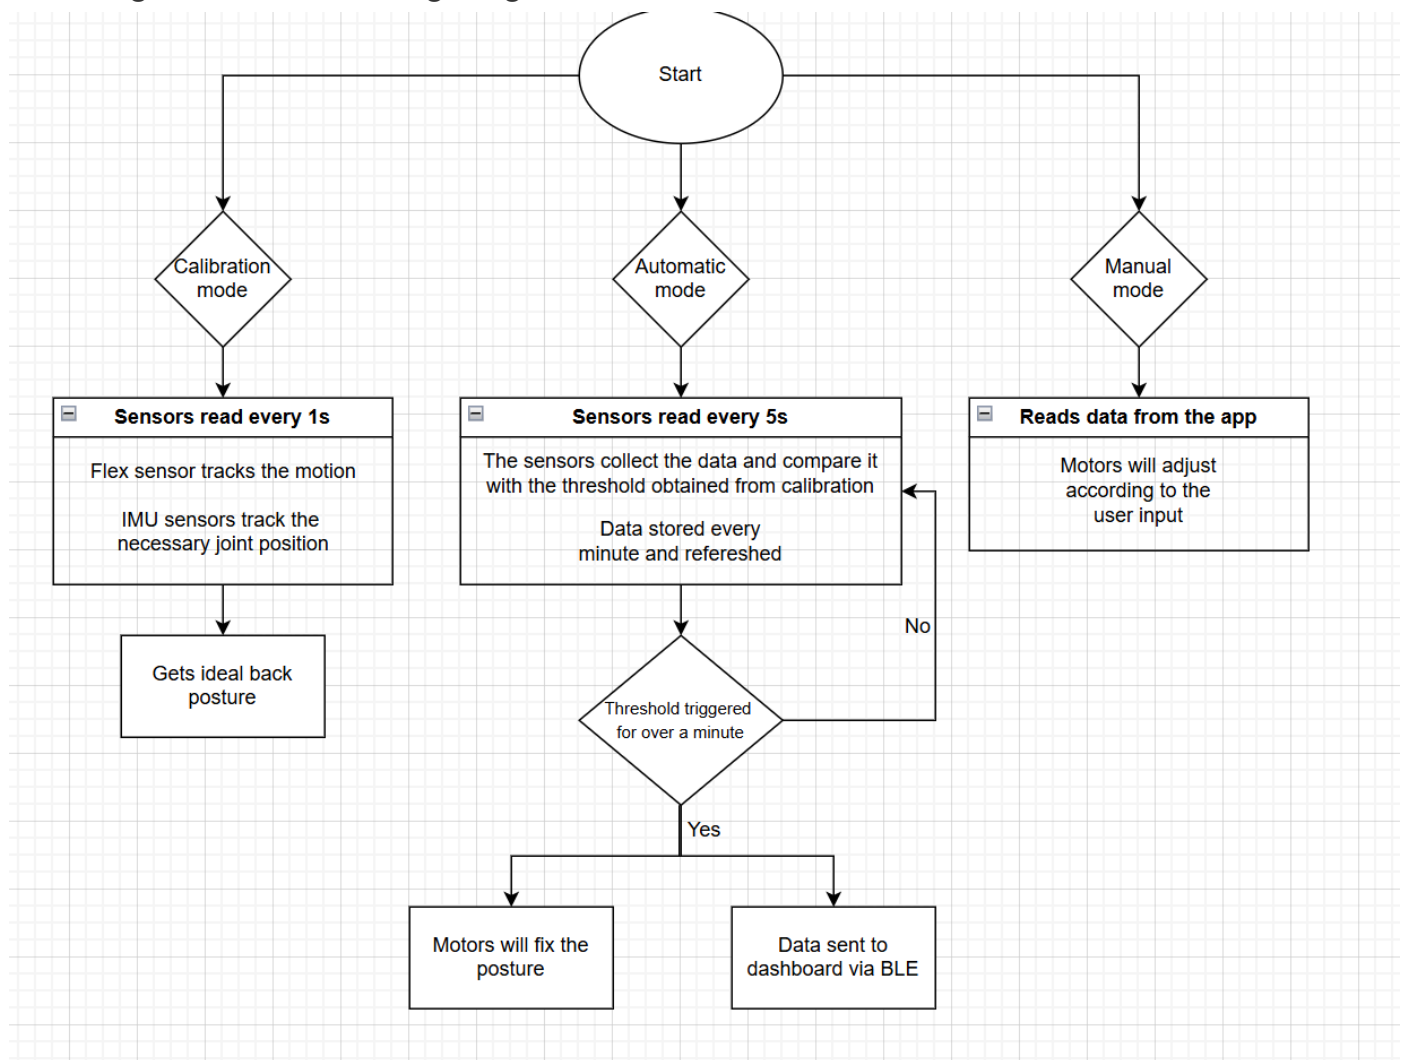 Start
Calibration
mode
Automatic
mode
Manual
mode
Sensors read every 1s
Flex sensor tracks the motion
IMU sensors track the
necessary joint position
Gets ideal back
posture
Sensors read every 5s
The sensors collect the data and compare it
with the threshold obtained from calibration
Data stored every
minute and refereshed
Reads data from the app
Motors will adjust
according to the
user input
No
Threshold triggered
for over a minute
Yes
Motors will fix the
posture
Data sent to
dashboard via BLE